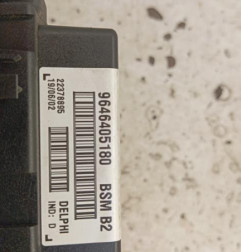 9646405180 BSM B2
22378895
19/06/02
DELPHI
IND: D